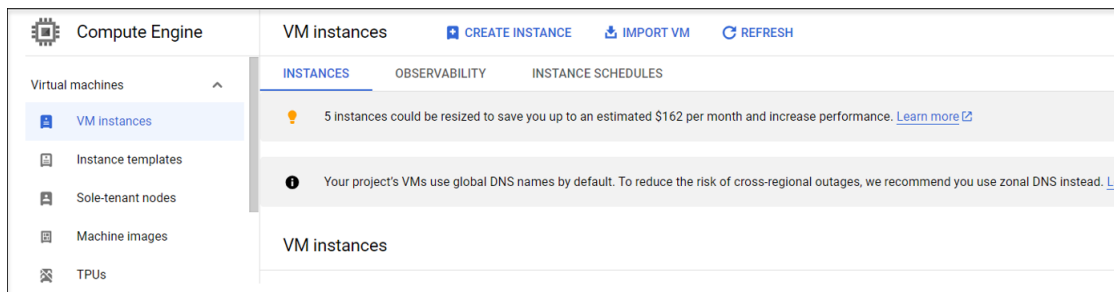 Compute Engine
VM instances
CREATE INSTANCE
IMPORT VM
REFRESH
Virtual machines
VM instances
Instance templates
Sole-tenant nodes
Machine images
TPUs
INSTANCES
OBSERVABILITY
INSTANCE SCHEDULES
5 instances could be resized to save you up to an estimated $162 per month and increase performance. Learn more
Your project's VMs use global DNS names by default. To reduce the risk of cross-regional outages, we recommend you use zonal DNS instead.
VM instances